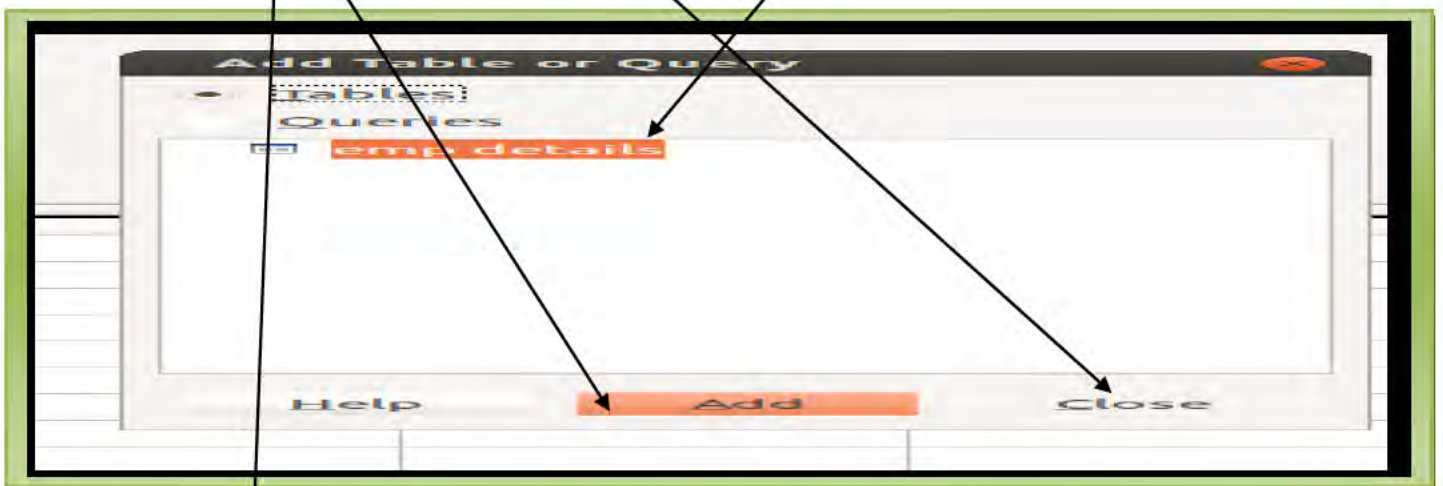 Add Table or Query
Tables
Queries
emp details
Help Add Close